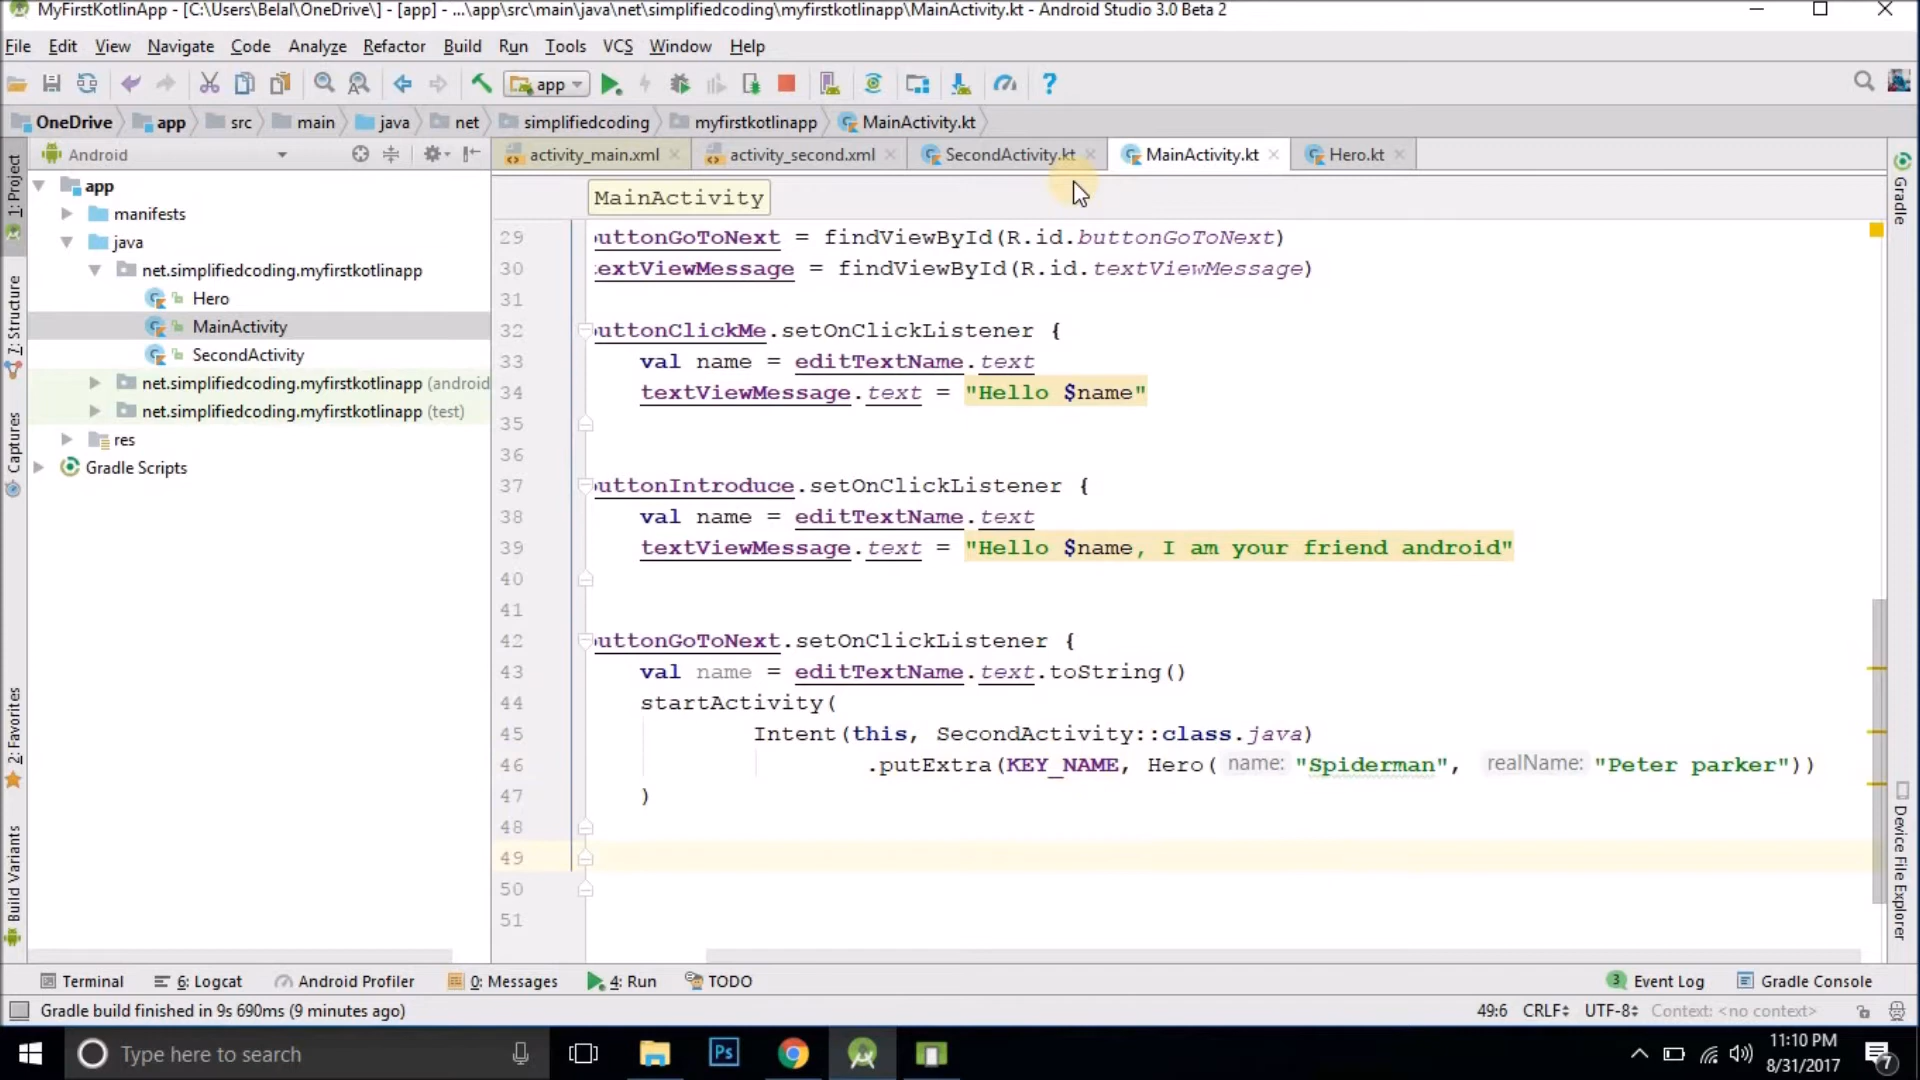 MyFirstKotlinApp - [C:\Users\Belal\OneDrive\] - [app] - ...\app\src\main\java\net\simplifiedcoding\myfirstkotlinapp\MainActivity.kt - Android Studio 3.0 Beta 2
File Edit View Navigate Code Analyze Refactor Build Run Tools VCS Window Help
app
OneDrive app src main java net simplifiedcoding myfirstkotlinapp MainActivity.kt
Android activity_main.xml activity_second.xml SecondActivity.kt MainActivity.kt Hero.kt
1: Project
Z: Structure
Captures
2: Favorites
Build Variants
app
manifests
java
net.simplifiedcoding.myfirstkotlinapp
Hero
MainActivity
SecondActivity
net.simplifiedcoding.myfirstkotlinapp (android
net.simplifiedcoding.myfirstkotlinapp (test)
res
Gradle Scripts
MainActivity
29 uttonGoToNext = findViewById(R.id.buttonGoToNext)
30 extViewMessage = findViewById(R.id.textViewMessage)
31
32 uttonClickMe.setOnClickListener {
33 val name = editTextName.text
34 textViewMessage.text = "Hello $name"
35
36
37 uttonIntroduce.setOnClickListener {
38 val name = editTextName.text
39 textViewMessage.text = "Hello $name, I am your friend android"
40
41
42 uttonGoToNext.setOnClickListener {
43 val name = editTextName.text.toString()
44 startActivity(
45 Intent(this, SecondActivity::class.java)
46 .putExtra(KEY_NAME, Hero( name: "Spiderman", realName: "Peter parker"))
47 )
48
49
50
51
Gradle
Device File Explorer
Terminal 6: Logcat Android Profiler 0: Messages 4: Run TODO 3 Event Log Gradle Console
Gradle build finished in 9s 690ms (9 minutes ago) 49:6 CRLF UTF-8 Context: <no context>
Type here to search
Ps
11:10 PM
8/31/2017
7